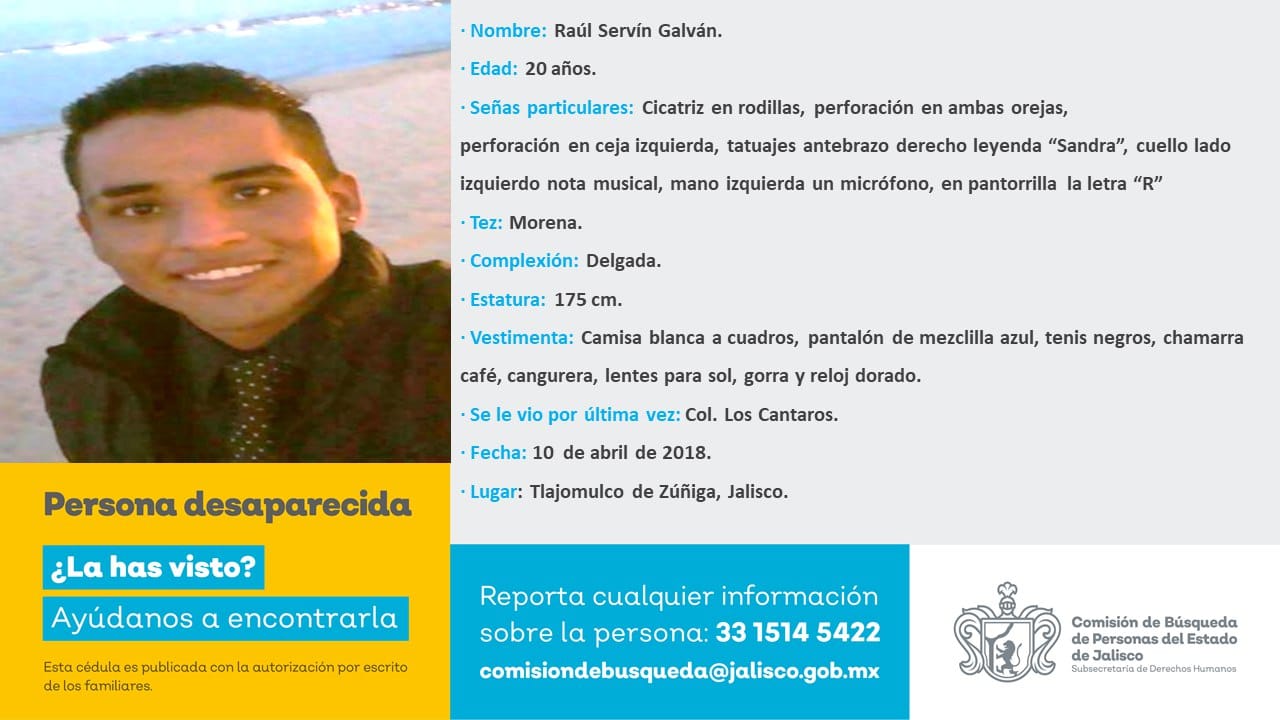 · Nombre: Raúl Servín Galván.
· Edad: 20 años.
· Señas particulares: Cicatriz en rodillas, perforación en ambas orejas,
perforación en ceja izquierda, tatuajes antebrazo derecho leyenda “Sandra”, cuello lado
izquierdo nota musical, mano izquierda un micrófono, en pantorrilla la letra “R”
· Tez: Morena.
· Complexión: Delgada.
· Estatura: 175 cm.
· Vestimenta: Camisa blanca a cuadros, pantalón de mezclilla azul, tenis negros, chamarra
café, cangurera, lentes para sol, gorra y reloj dorado.
· Se le vio por última vez: Col. Los Cantaros.
· Fecha: 10 de abril de 2018.
· Lugar: Tlajomulco de Zúñiga, Jalisco.
Persona desaparecida
¿La has visto?
Ayúdanos a encontrarla
Esta cédula es publicada con la autorización por escrito
de los familiares.
Reporta cualquier información
sobre la persona: 33 1514 5422
comisiondebusqueda@jalisco.gob.mx
Comisión de Búsqueda
de Personas del Estado
de Jalisco
Subsecretaría de Derechos Humanos